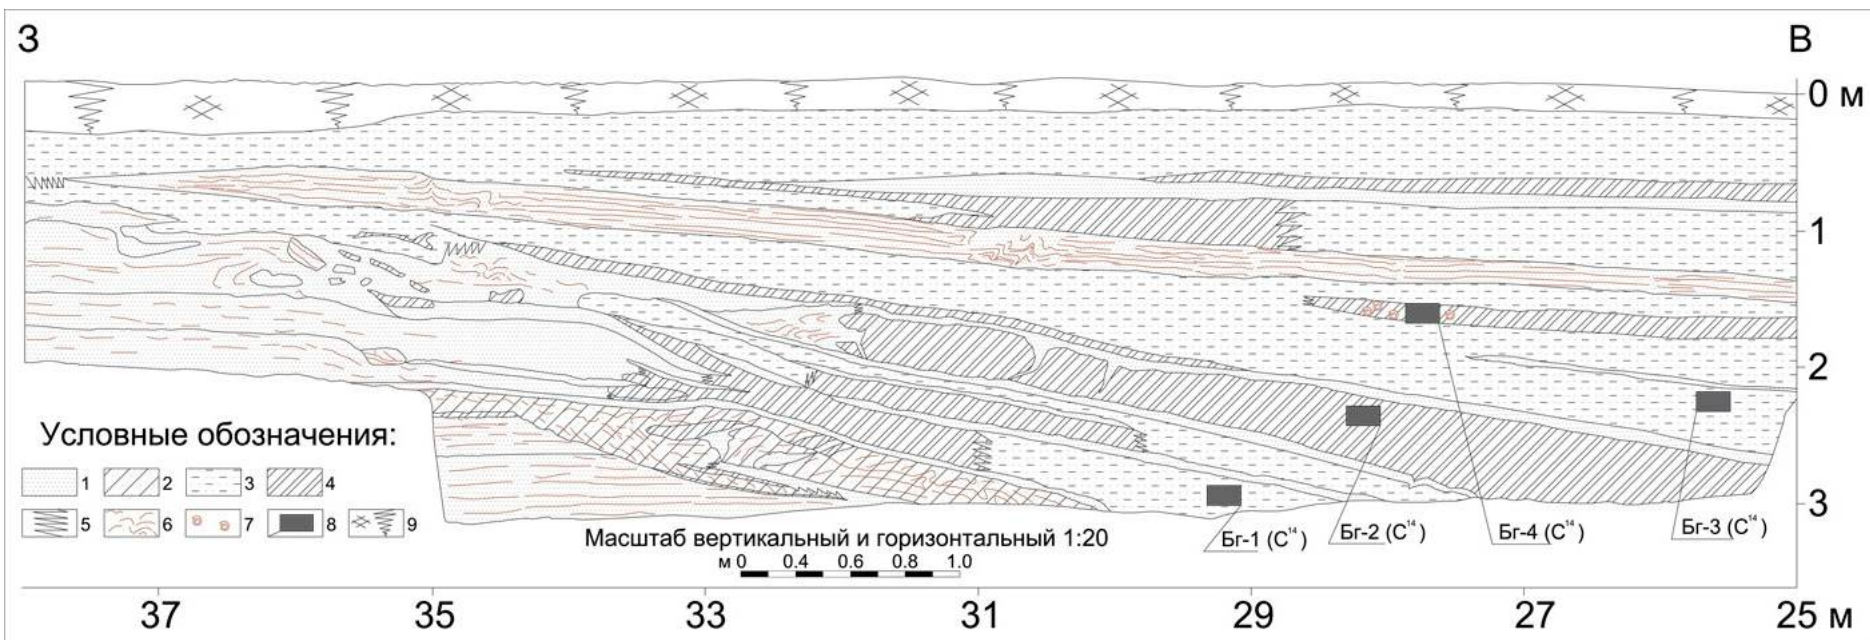 З
В
0 м
1
2
3
Условные обозначения:
1
2
3
4
5
6
7
8
9
Масштаб вертикальный и горизонтальный 1:20
м 0 0.4 0.6 0.8 1.0
Бг-1 (C¹⁴)
Бг-2 (C¹⁴)
Бг-4 (C¹⁴)
Бг-3 (C¹⁴)
37 35 33 31 29 27 25 м